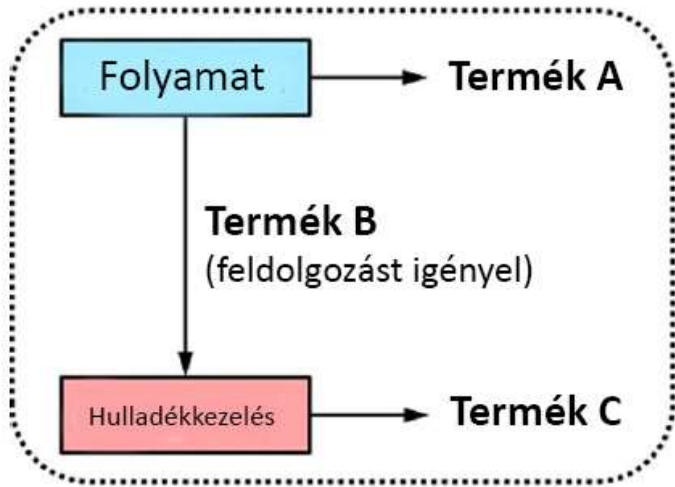 Folyamat
Termék A
Termék B
(feldolgozást igényel)
Hulladékkezelés
Termék C